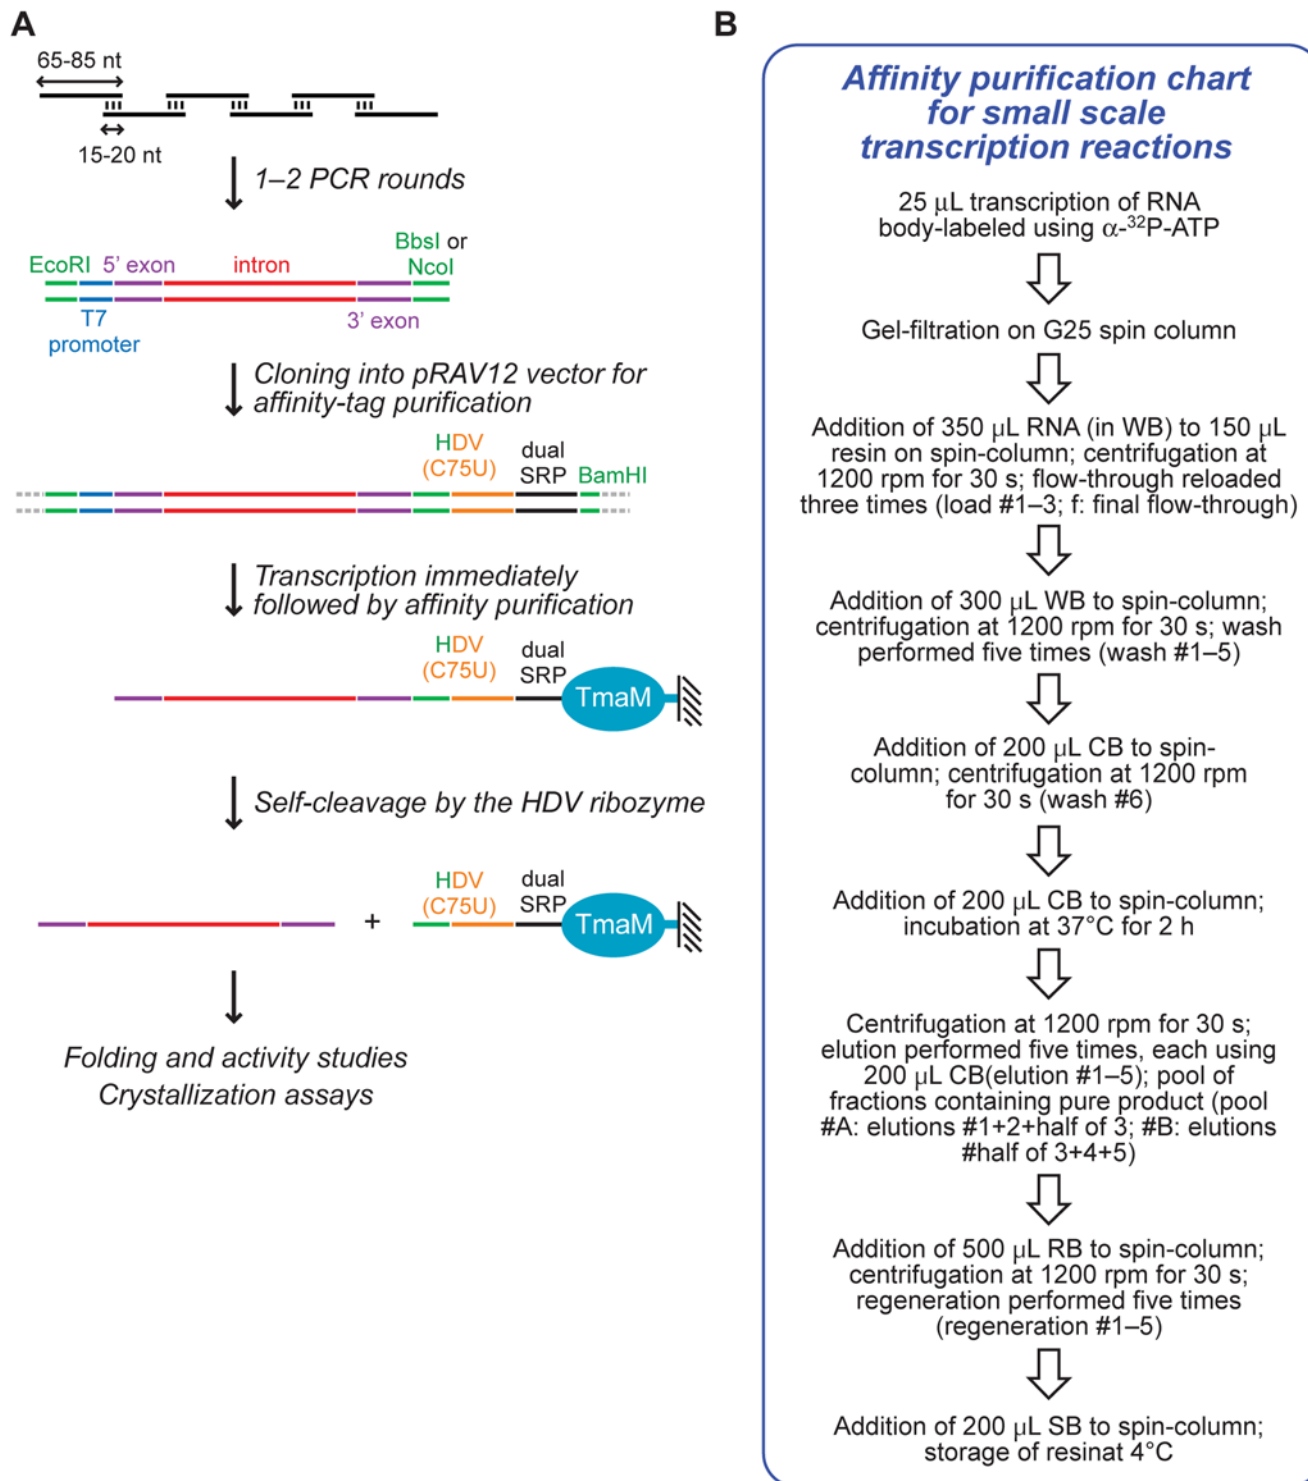 A
65-85 nt
15-20 nt
1–2 PCR rounds
BbsI or
EcoRI 5' exon intron NcoI
T7 3' exon
promoter
Cloning into pRAV12 vector for
affinity-tag purification
HDV dual
(C75U) SRP BamHI
Transcription immediately
followed by affinity purification
HDV dual
(C75U) SRP
TmaM
Self-cleavage by the HDV ribozyme
HDV dual
(C75U) SRP
+ TmaM
Folding and activity studies
Crystallization assays
B
Affinity purification chart
for small scale
transcription reactions
25 µL transcription of RNA
body-labeled using α-³²P-ATP
Gel-filtration on G25 spin column
Addition of 350 µL RNA (in WB) to 150 µL
resin on spin-column; centrifugation at
1200 rpm for 30 s; flow-through reloaded
three times (load #1–3; f: final flow-through)
Addition of 300 µL WB to spin-column;
centrifugation at 1200 rpm for 30 s; wash
performed five times (wash #1–5)
Addition of 200 µL CB to spin-
column; centrifugation at 1200 rpm
for 30 s (wash #6)
Addition of 200 µL CB to spin-column;
incubation at 37°C for 2 h
Centrifugation at 1200 rpm for 30 s;
elution performed five times, each using
200 µL CB(elution #1–5); pool of
fractions containing pure product (pool
#A: elutions #1+2+half of 3; #B: elutions
#half of 3+4+5)
Addition of 500 µL RB to spin-column;
centrifugation at 1200 rpm for 30 s;
regeneration performed five times
(regeneration #1–5)
Addition of 200 µL SB to spin-column;
storage of resinat 4°C